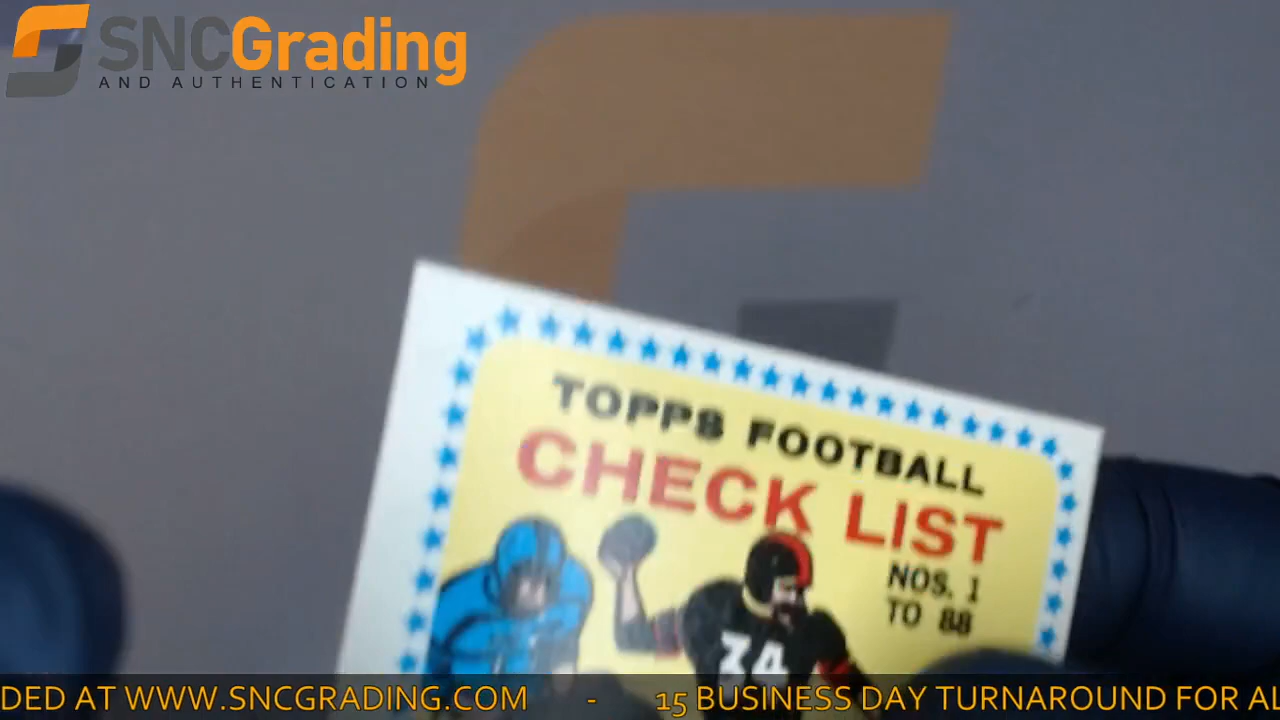 SNCGrading
AND AUTHENTICATION
TOPPS FOOTBALL
CHECK LIST
NOS. 1
TO 88
34
DED AT WWW.SNCGRADING.COM - 15 BUSINESS DAY TURNAROUND FOR AL